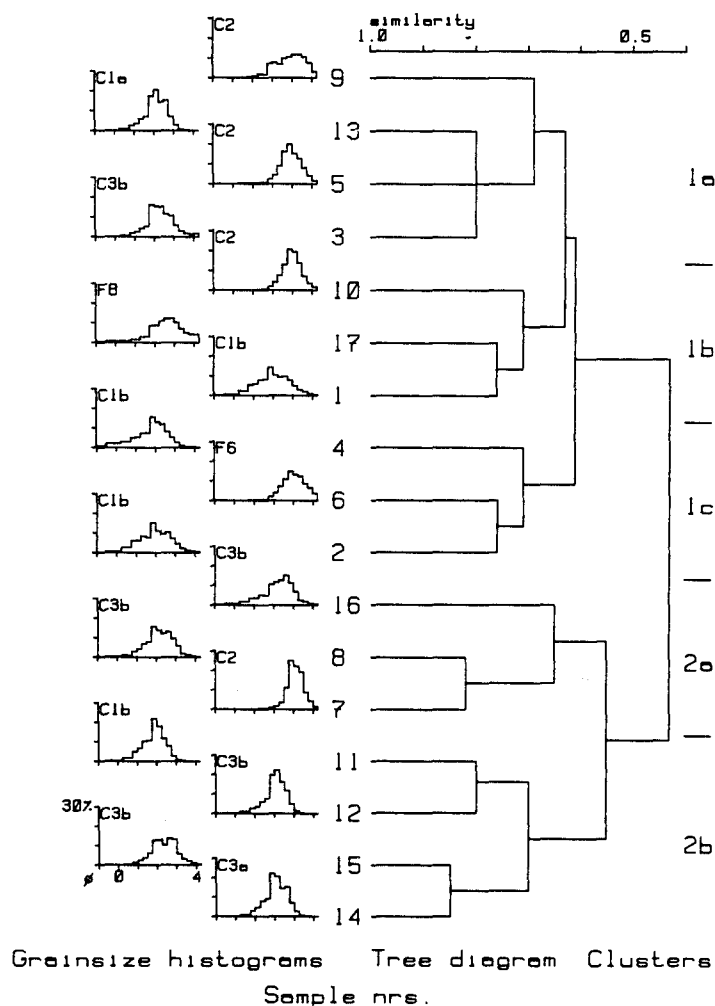 similarity
1.0 0.5
C2 9
C1a 13
C2 5
1a
C3b 3
C2 10
F8 17
1b
C1b 1
C1b 4
F6 6
1c
C1b 2
C3b 16
C3b 8
2a
C2 7
C1b 11
C3b 12
30% C3b 15
2b
ø 0 4
C3a 14
Grainsize histograms Tree diagram Clusters
Sample nrs.